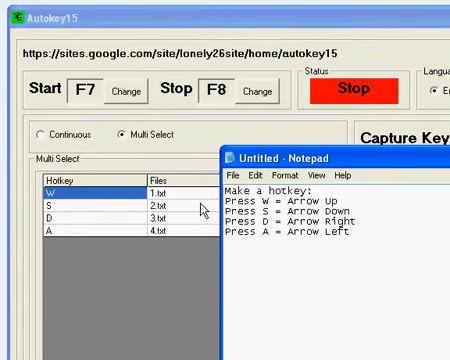 Autokey15
https://sites.google.com/site/lonely26site/home/autokey15
Start F7 Change Stop F8 Change
Status
Stop
Continuous
Multi Select
Capture Key
Multi Select
Hotkey Files
W 1.txt
S 2.txt
D 3.txt
A 4.txt
Untitled - Notepad
File Edit Format View Help
Make a hotkey:
Press W = Arrow Up
Press S = Arrow Down
Press D = Arrow Right
Press A = Arrow Left